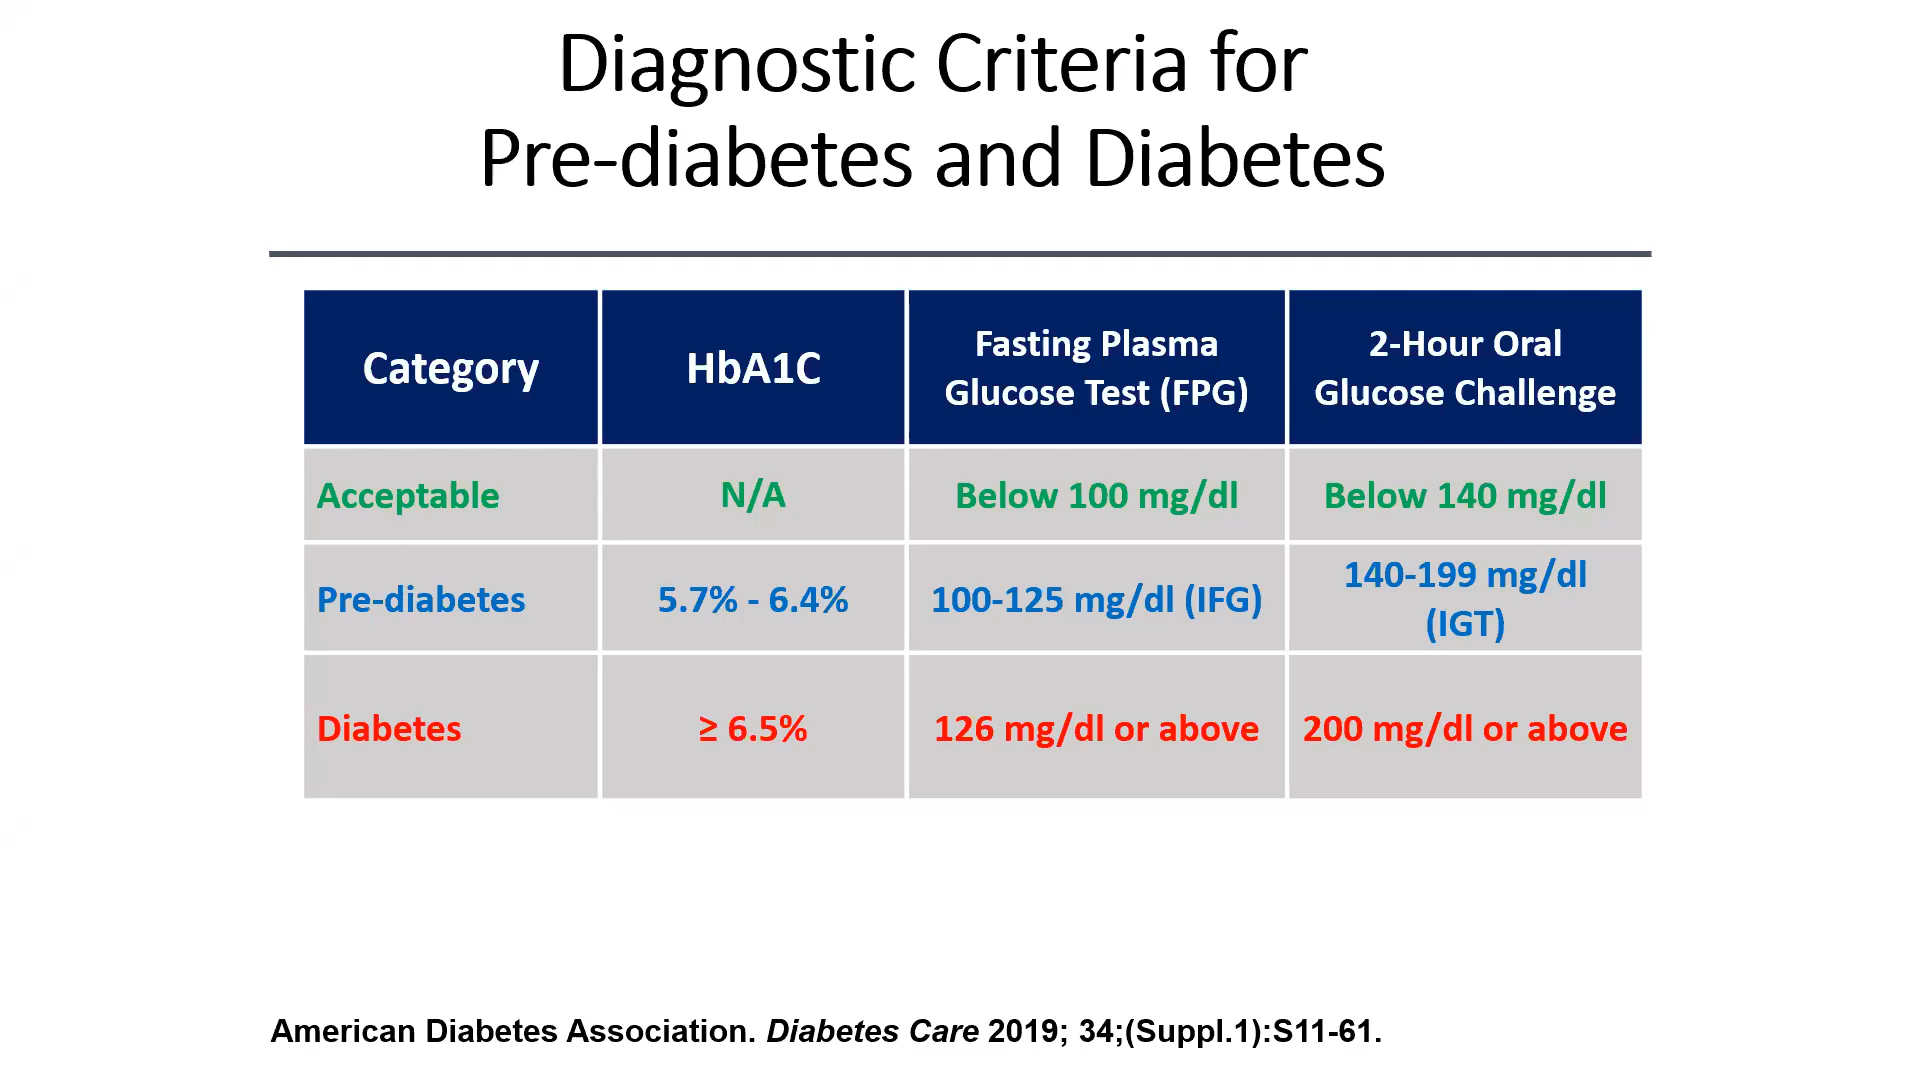 Diagnostic Criteria for
Pre-diabetes and Diabetes
Category
HbA1C
Fasting Plasma
Glucose Test (FPG)
2-Hour Oral
Glucose Challenge
Acceptable
N/A
Below 100 mg/dl
Below 140 mg/dl
Pre-diabetes
5.7% - 6.4%
100-125 mg/dl (IFG)
140-199 mg/dl
(IGT)
Diabetes
≥ 6.5%
126 mg/dl or above
200 mg/dl or above
American Diabetes Association. Diabetes Care 2019; 34;(Suppl.1):S11-61.